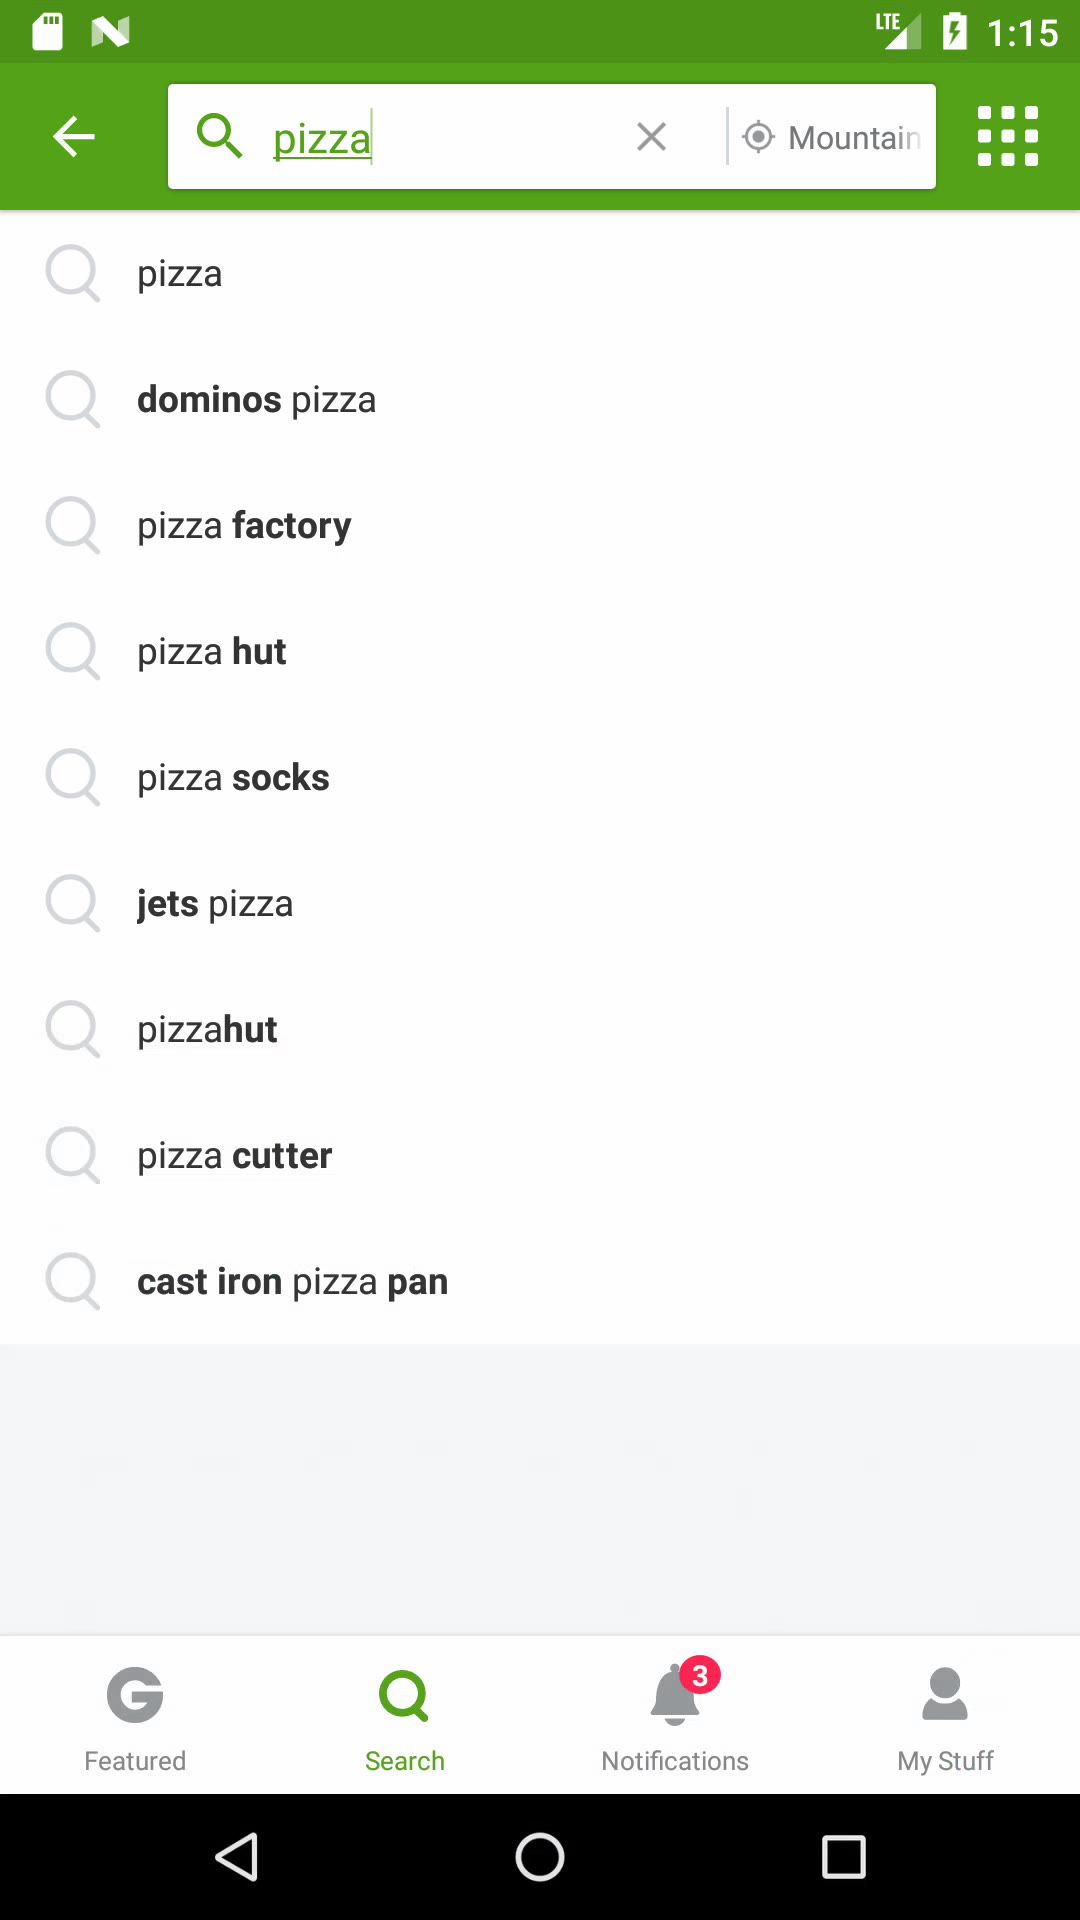 LTE 1:15
pizza Mountain
pizza
dominos pizza
pizza factory
pizza hut
pizza socks
jets pizza
pizzahut
pizza cutter
cast iron pizza pan
3
Featured Search Notifications My Stuff